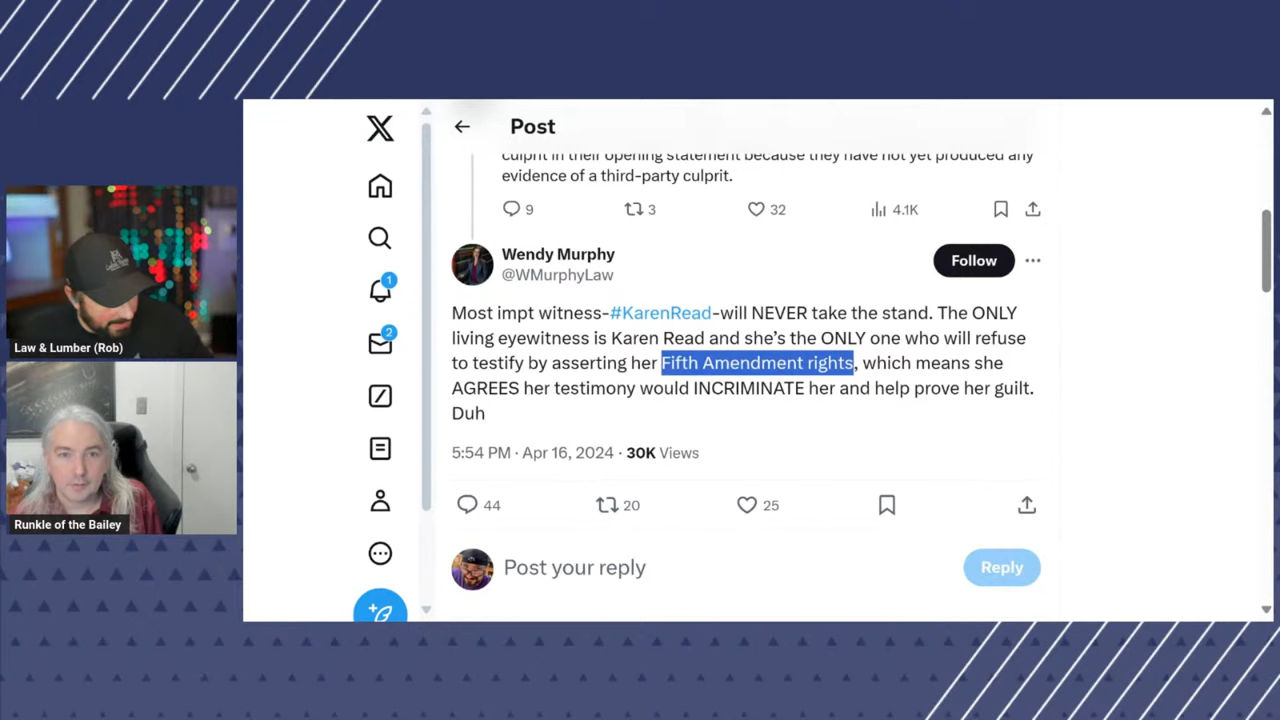 Post
culprit in their opening statement because they have not yet produced any
evidence of a third-party culprit.
9 3 32 4.1K
Wendy Murphy
@WMurphyLaw
Follow
Most impt witness-#KarenRead-will NEVER take the stand. The ONLY
living eyewitness is Karen Read and she’s the ONLY one who will refuse
to testify by asserting her Fifth Amendment rights, which means she
AGREES her testimony would INCRIMINATE her and help prove her guilt.
Duh
5:54 PM · Apr 16, 2024 · 30K Views
44 20 25
Post your reply
Reply
1
2
Law & Lumber (Rob)
Runkle of the Bailey